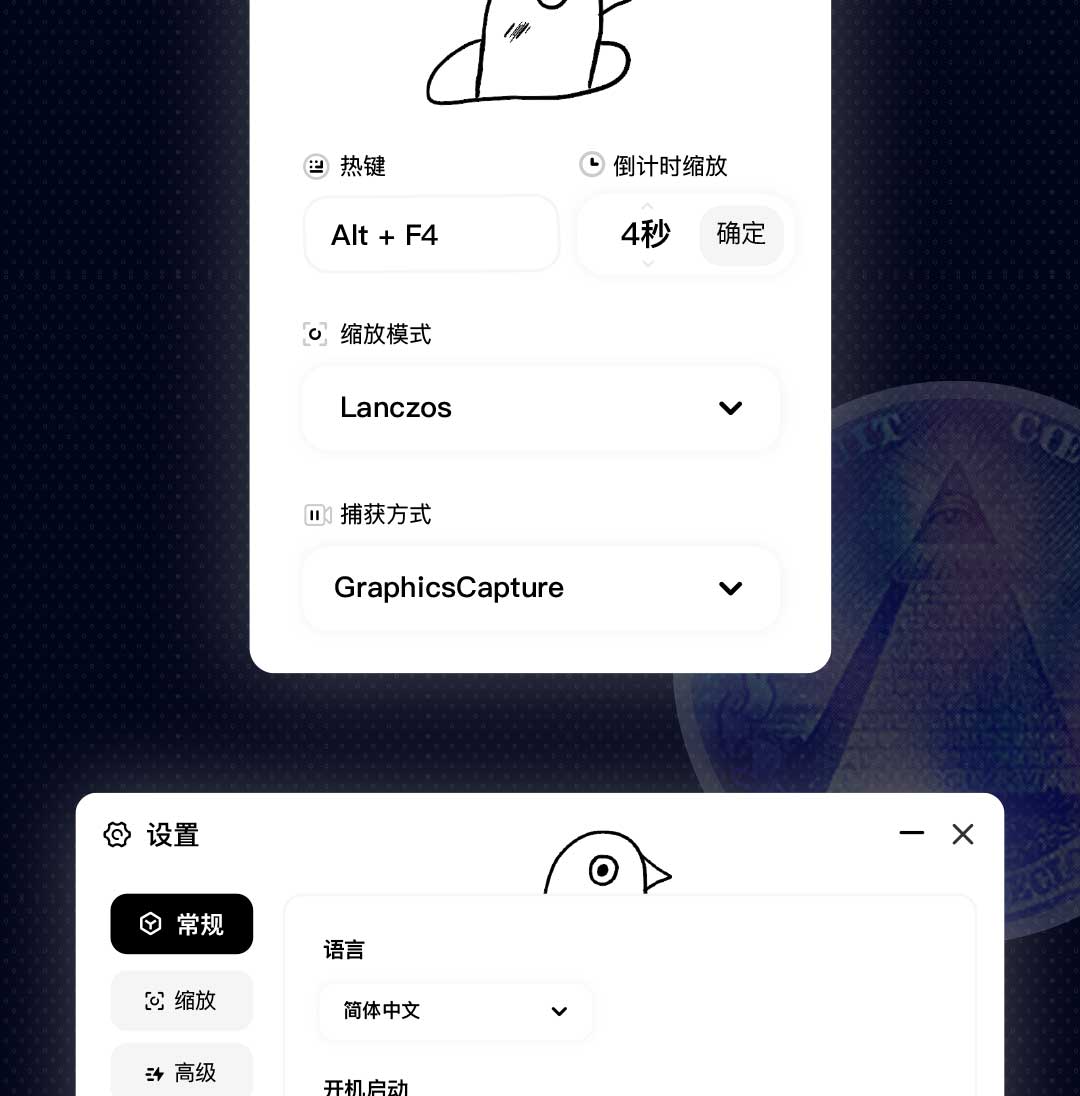 热键
倒计时缩放
Alt + F4
4秒
确定
缩放模式
Lanczos
捕获方式
GraphicsCapture
设置
常规
语言
缩放
简体中文
高级
开机启动